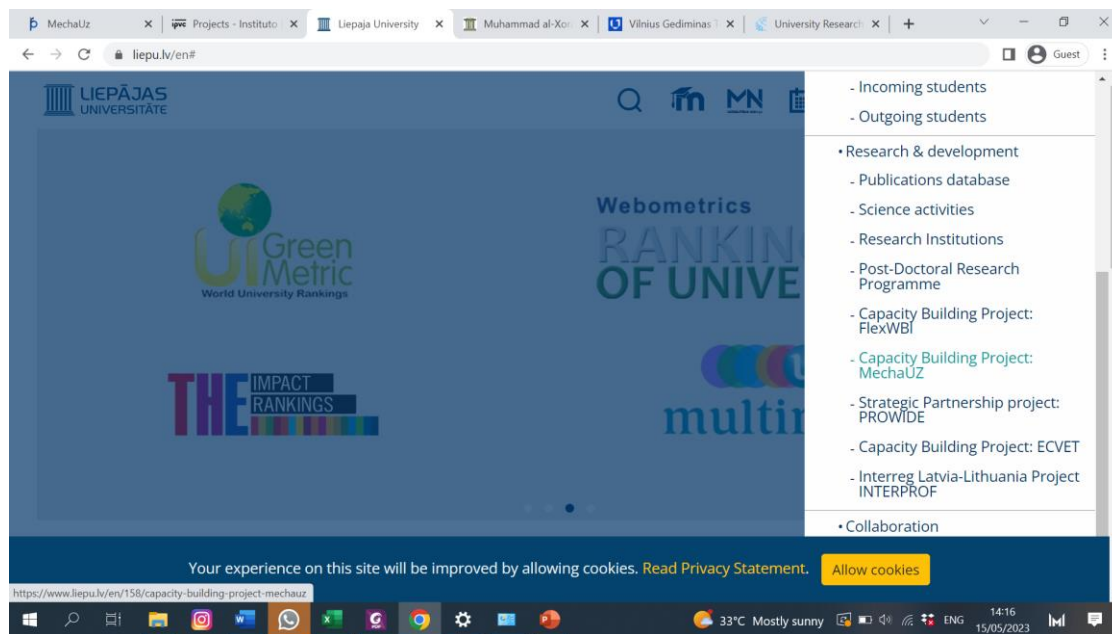 MechaUz
ipvc Projects - Instituto
Liepaja University
Muhammad al-Xor
Vilnius Gediminas T
University Research
liepu.lv/en#
Guest
LIEPĀJAS
UNIVERSITĀTE
MN
- Incoming students
- Outgoing students
• Research & development
- Publications database
- Science activities
- Research Institutions
- Post-Doctoral Research
Programme
- Capacity Building Project:
FlexWBI
- Capacity Building Project:
MechaUZ
- Strategic Partnership project:
PROWIDE
- Capacity Building Project: ECVET
- Interreg Latvia-Lithuania Project
INTERPROF
• Collaboration
UI Green
Metric
World University Rankings
Webometrics
RANKIN
OF UNIVE
THE IMPACT
RANKINGS
multir
Your experience on this site will be improved by allowing cookies. Read Privacy Statement.
Allow cookies
https://www.liepu.lv/en/158/capacity-building-project-mechauz
33°C Mostly sunny
ENG
14:16
15/05/2023